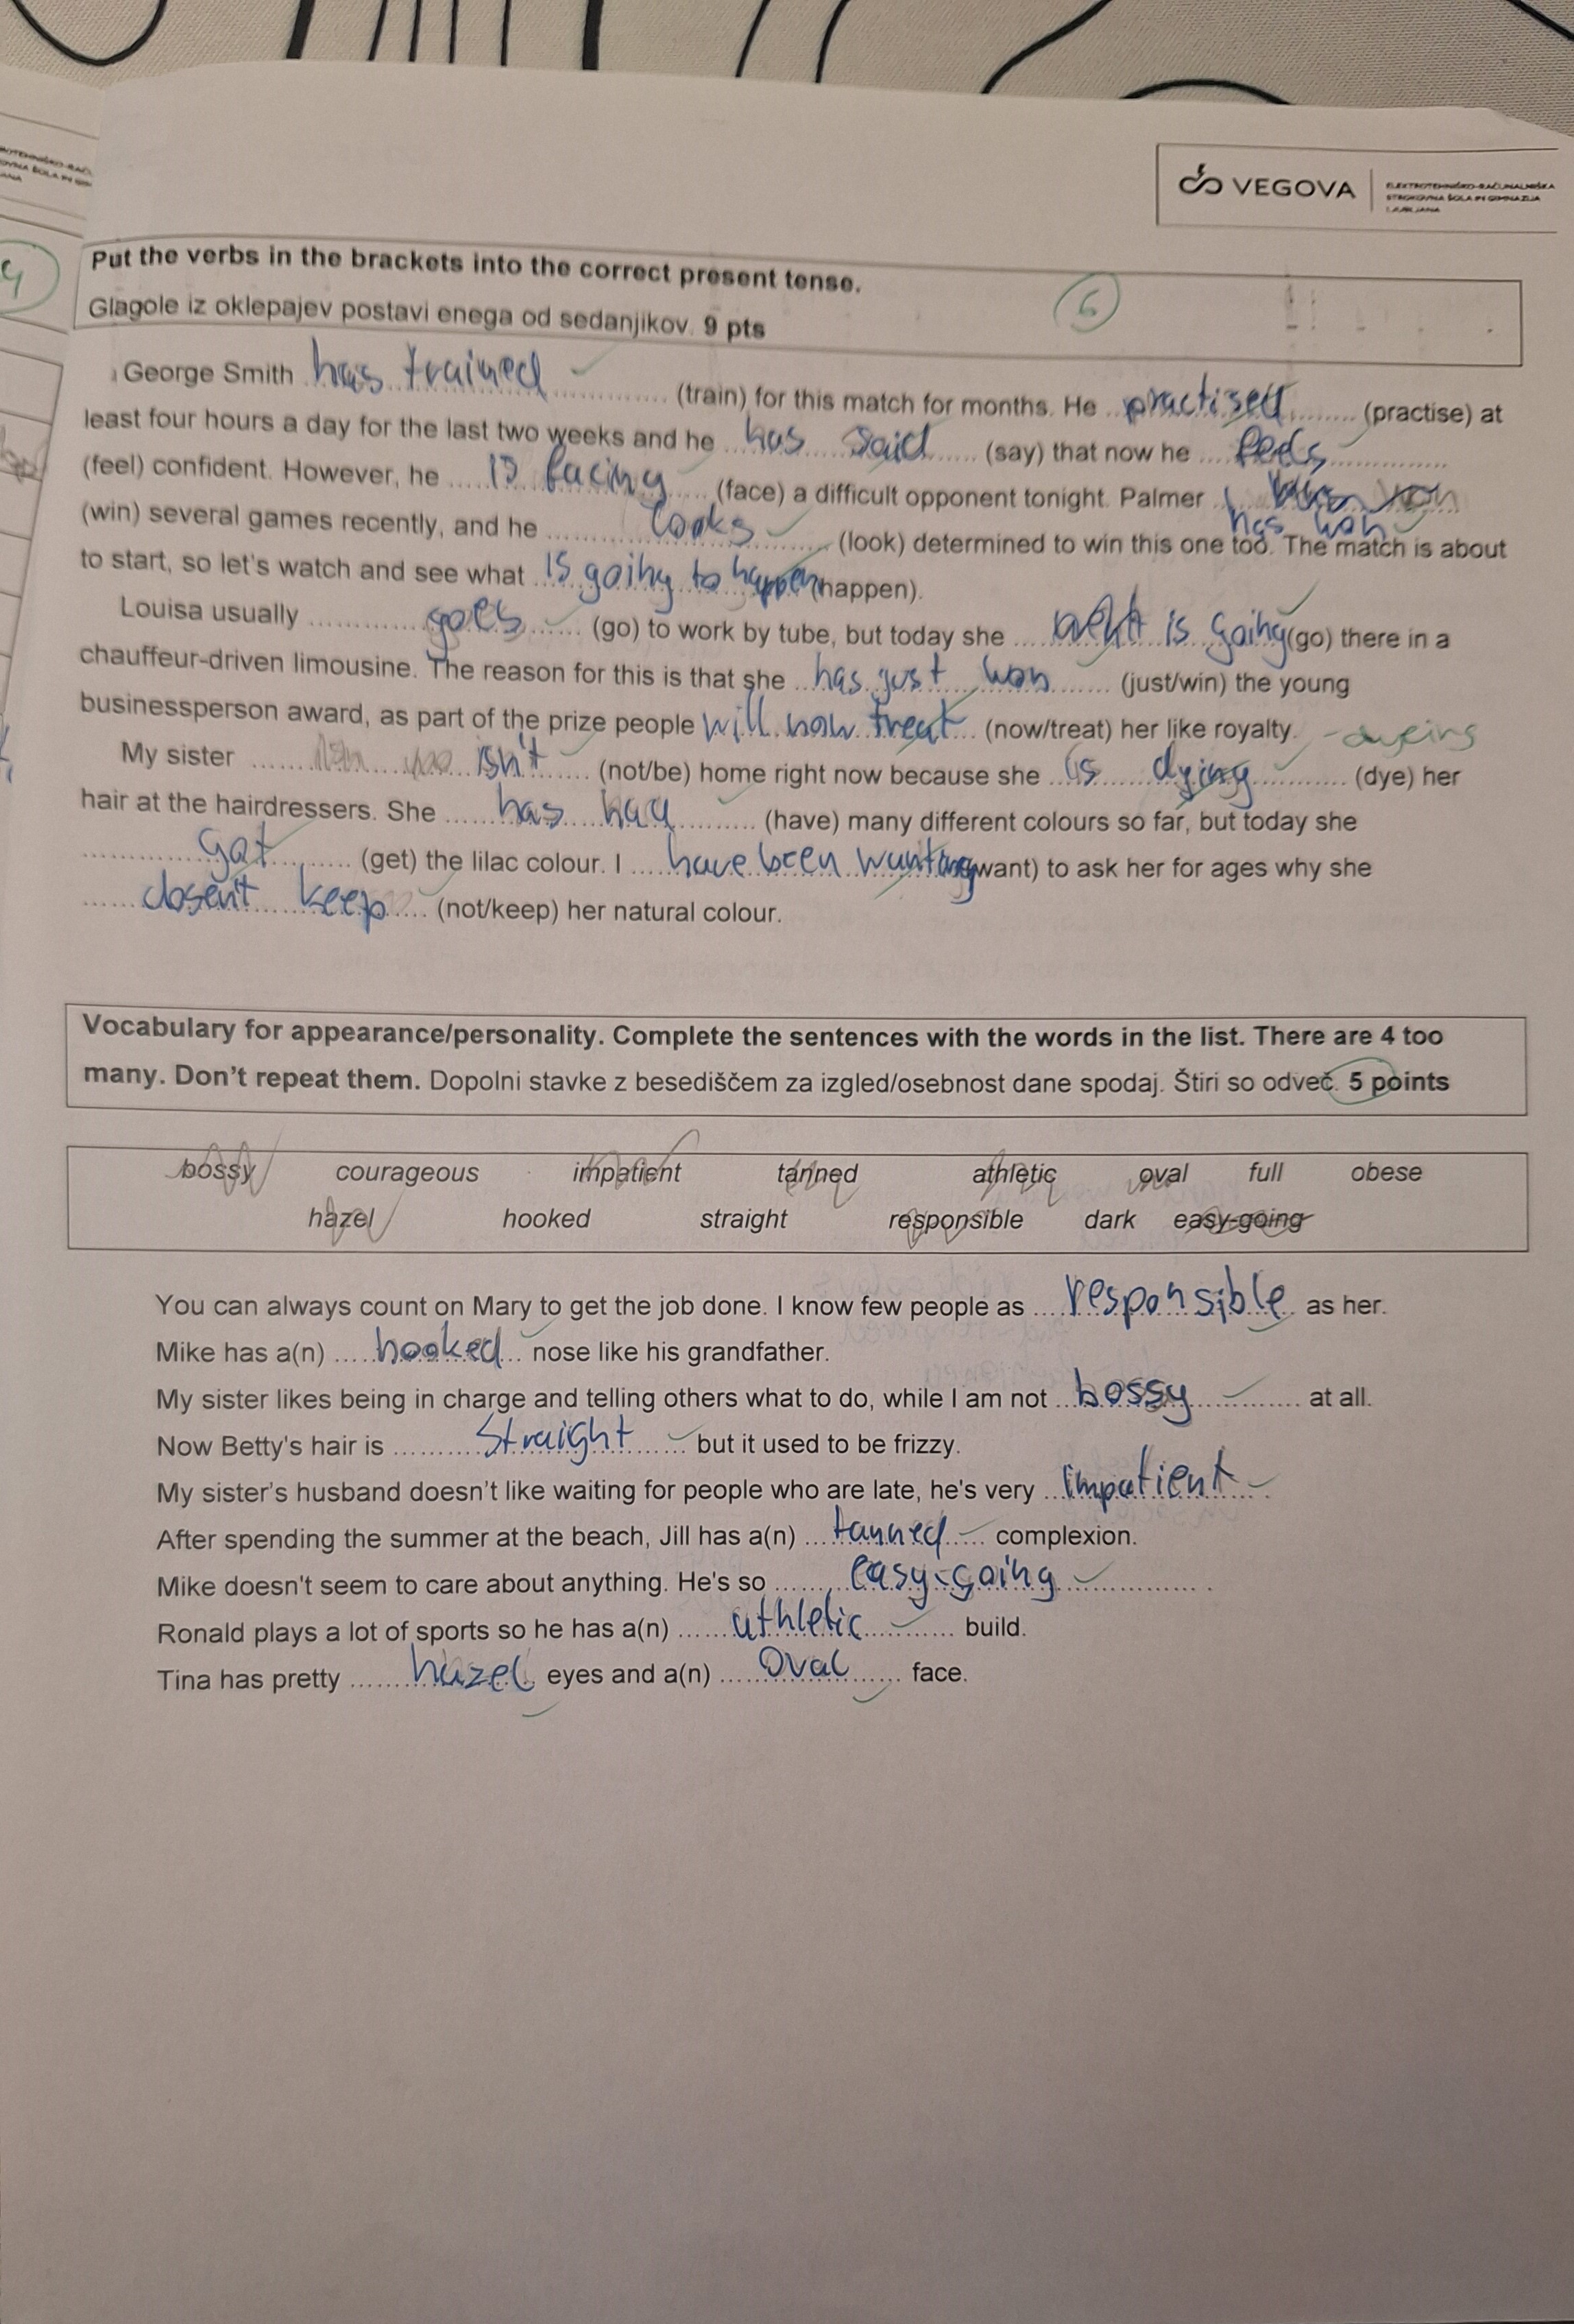 VEGOVA
ELEKTROTEHNIŠKO-RAČUNALNIŠKA
STROKOVNA ŠOLA IN GIMNAZIJA
LJUBLJANA
Put the verbs in the brackets into the correct present tense.
Glagole iz oklepajev postavi enega od sedanjikov. 9 pts
6
George Smith has trained (train) for this match for months. He practised (practise) at
least four hours a day for the last two weeks and he has said (say) that now he feels
(feel) confident. However, he is facing (face) a difficult opponent tonight. Palmer has won
(win) several games recently, and he looks (look) determined to win this one too. The match is about
to start, so let's watch and see what is going to happen (happen).
Louisa usually goes (go) to work by tube, but today she is going (go) there in a
chauffeur-driven limousine. The reason for this is that she has just won (just/win) the young
businessperson award, as part of the prize people will now treat (now/treat) her like royalty. - dyeing
My sister isn't (not/be) home right now because she is dying (dye) her
hair at the hairdressers. She has had (have) many different colours so far, but today she
got (get) the lilac colour. I have been wanting (want) to ask her for ages why she
dosen't keep (not/keep) her natural colour.
Vocabulary for appearance/personality. Complete the sentences with the words in the list. There are 4 too
many. Don't repeat them. Dopolni stavke z besediščem za izgled/osebnost dane spodaj. Štiri so odveč. 5 points
bossy courageous impatient tanned athletic oval full obese
hazel hooked straight responsible dark easy-going
You can always count on Mary to get the job done. I know few people as responsible as her.
Mike has a(n) hooked nose like his grandfather.
My sister likes being in charge and telling others what to do, while I am not bossy at all.
Now Betty's hair is straight but it used to be frizzy.
My sister's husband doesn't like waiting for people who are late, he's very impatient.
After spending the summer at the beach, Jill has a(n) tanned complexion.
Mike doesn't seem to care about anything. He's so easy-going.
Ronald plays a lot of sports so he has a(n) athletic build.
Tina has pretty hazel eyes and a(n) oval face.